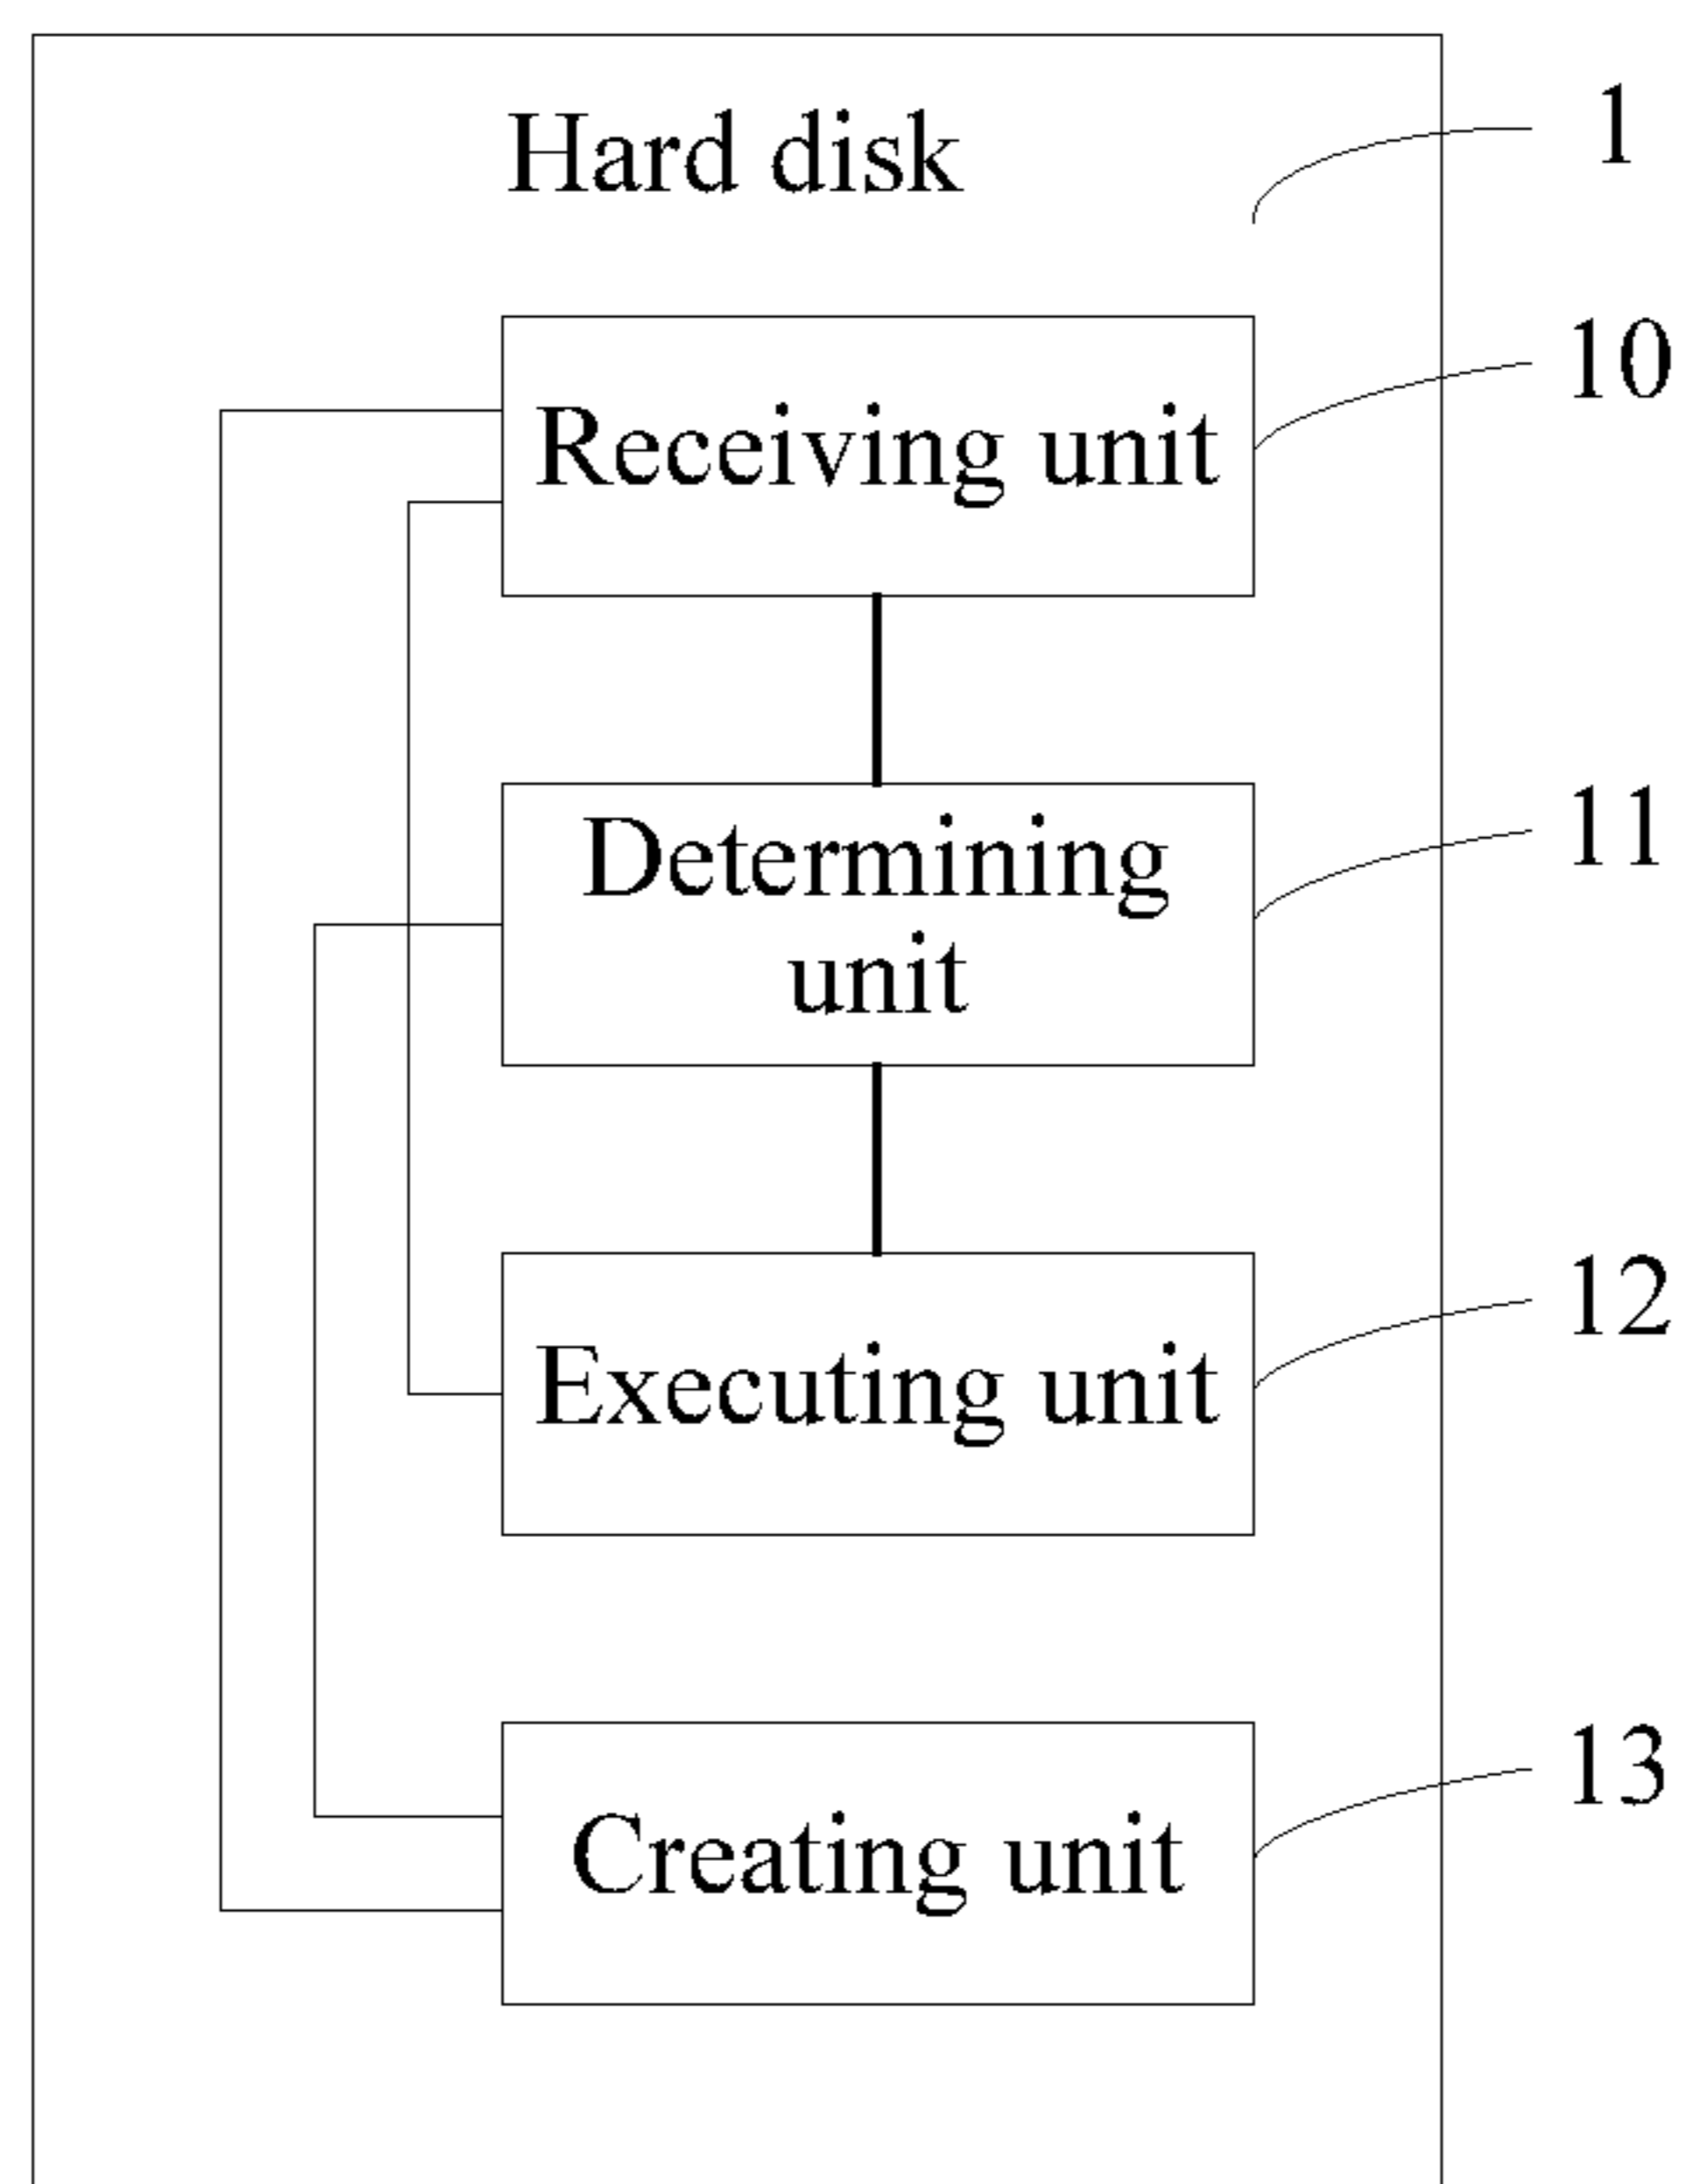 Hard disk
1
Receiving unit
10
Determining
unit
11
Executing unit
12
Creating unit
13